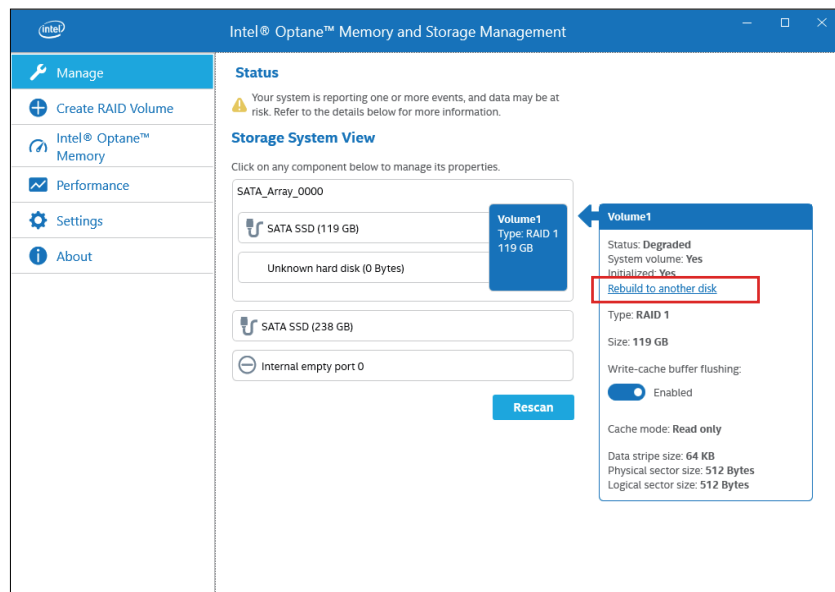 intel
Intel® Optane™ Memory and Storage Management
Manage
Create RAID Volume
Intel® Optane™
Memory
Performance
Settings
About
Status
Your system is reporting one or more events, and data may be at
risk. Refer to the details below for more information.
Storage System View
Click on any component below to manage its properties.
SATA_Array_0000
SATA SSD (119 GB)
Unknown hard disk (0 Bytes)
Volume1
Type: RAID 1
119 GB
SATA SSD (238 GB)
Internal empty port 0
Rescan
Volume1
Status: Degraded
System volume: Yes
Initialized: Yes
Rebuild to another disk
Type: RAID 1
Size: 119 GB
Write-cache buffer flushing:
Enabled
Cache mode: Read only
Data stripe size: 64 KB
Physical sector size: 512 Bytes
Logical sector size: 512 Bytes